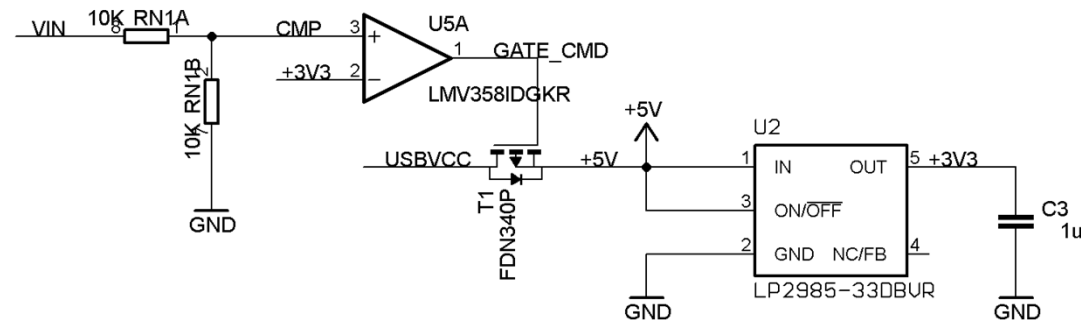 10K RN1A
VIN
8
1
CMP
3
+
U5A
1
GATE_CMD
+3V3
2
−
LMV358IDGKR
10K RN1B
2
7
GND
USBVCC
+5V
T1
FDN340P
+5V
U2
1
IN
OUT
5
+3V3
3
ON/OFF
2
GND
NC/FB
4
LP2985-33DBVR
GND
C3
1u
GND